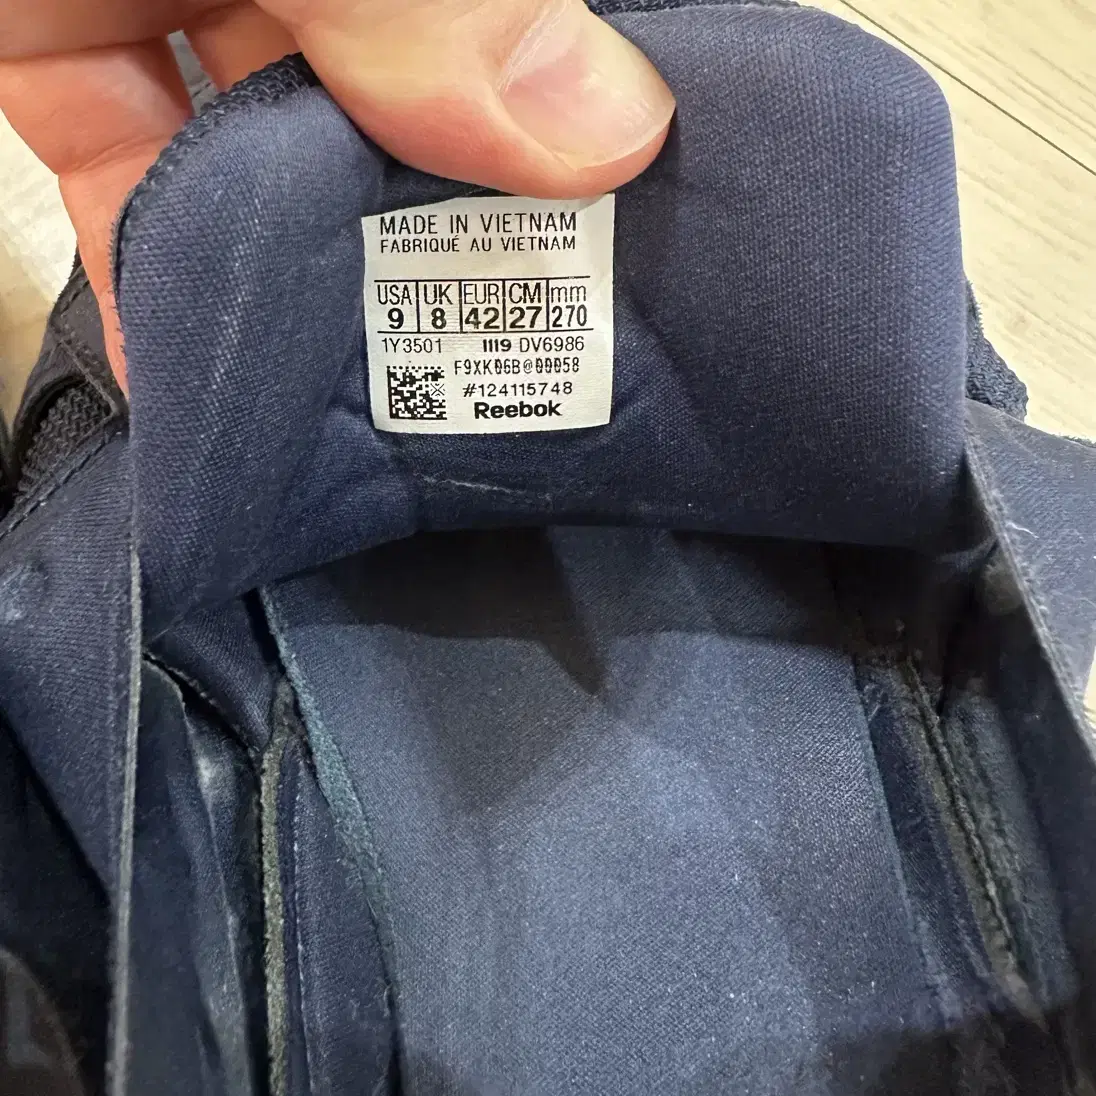 MADE IN VIETNAM
FABRIQUÉ AU VIETNAM
USA UK EUR CM mm
9 8 42 27 270
1Y3501 1119 DV6986
F9XK06B@00058
#124115748
Reebok